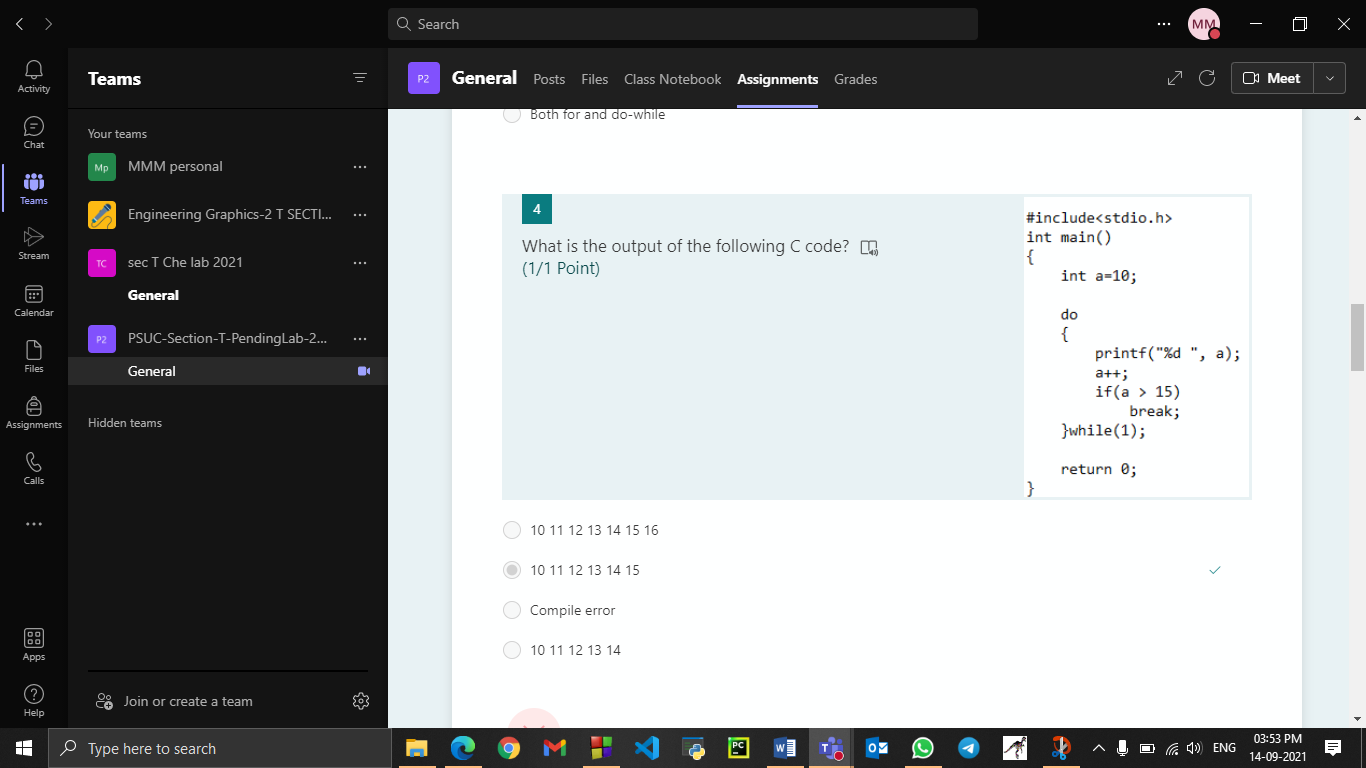 Search
MM
Activity
Chat
Teams
Stream
Calendar
Files
Assignments
Calls
Apps
Help
Teams
Your teams
Mp MMM personal
Engineering Graphics-2 T SECTI...
TC sec T Che lab 2021
General
P2 PSUC-Section-T-PendingLab-2...
General
Hidden teams
Join or create a team
P2 General Posts Files Class Notebook Assignments Grades
Meet
Both for and do-while
4
What is the output of the following C code?
(1/1 Point)
#include<stdio.h>
int main()
{
int a=10;
do
{
printf("%d ", a);
a++;
if(a > 15)
break;
}while(1);
return 0;
}
10 11 12 13 14 15 16
10 11 12 13 14 15
Compile error
10 11 12 13 14
Type here to search
PC
ENG
03:53 PM
14-09-2021